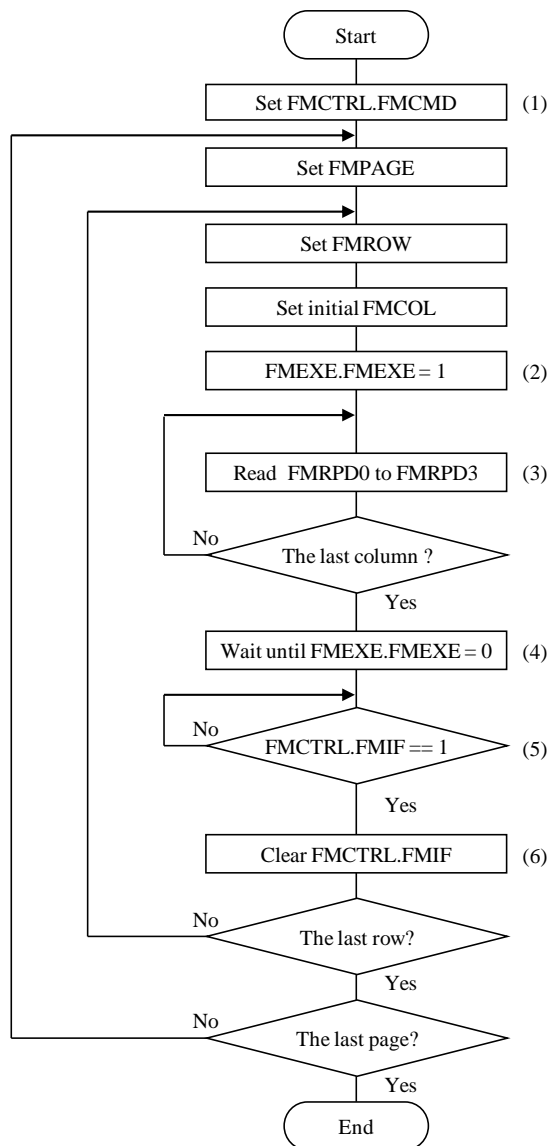 Start
Set FMCTRL.FMCMD (1)
Set FMPAGE
Set FMROW
Set initial FMCOL
FMEXE.FMEXE = 1 (2)
Read FMRPD0 to FMRPD3 (3)
No
The last column ?
Yes
Wait until FMEXE.FMEXE = 0 (4)
No
FMCTRL.FMIF == 1 (5)
Yes
Clear FMCTRL.FMIF (6)
No
The last row?
Yes
No
The last page?
Yes
End